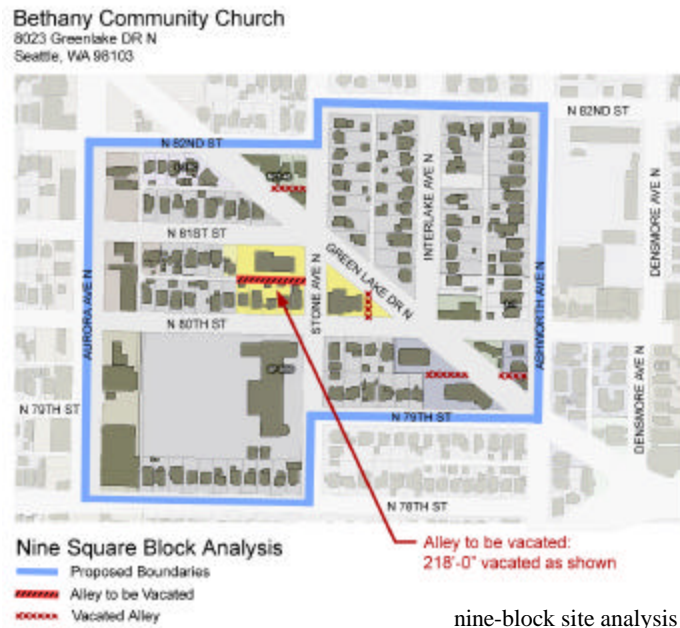 Bethany Community Church
8023 Greenlake DR N
Seattle, WA 98103
N 82ND ST
N 82ND ST
N 81ST ST
GREEN LAKE DR N
INTERLAKE AVE N
STONE AVE N
AURORA AVE N
ASHWORTH AVE N
DENSMORE AVE N
N 80TH ST
DENSMORE AVE N
N 79TH ST
N 79TH ST
N 78TH ST
Nine Square Block Analysis
Proposed Boundaries
Alley to be Vacated
Vacated Alley
Alley to be vacated:
218'-0" vacated as shown
nine-block site analysis